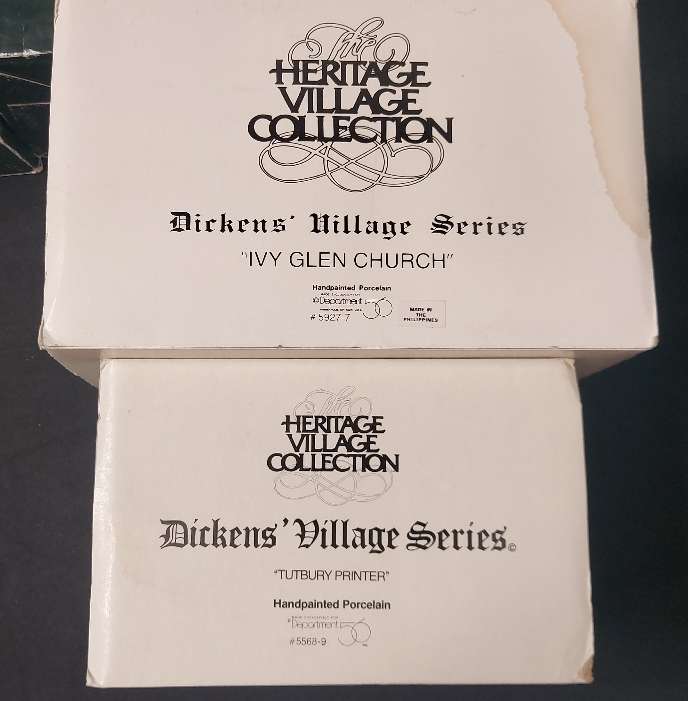 The
HERITAGE
VILLAGE
COLLECTION
Dickens' Village Series
"IVY GLEN CHURCH"
Handpainted Porcelain
©Department 56
# 5927 7
MADE IN
THE
PHILIPPINES
The
HERITAGE
VILLAGE
COLLECTION
Dickens' Village Series©
"TUTBURY PRINTER"
Handpainted Porcelain
Department 56
#5568-9